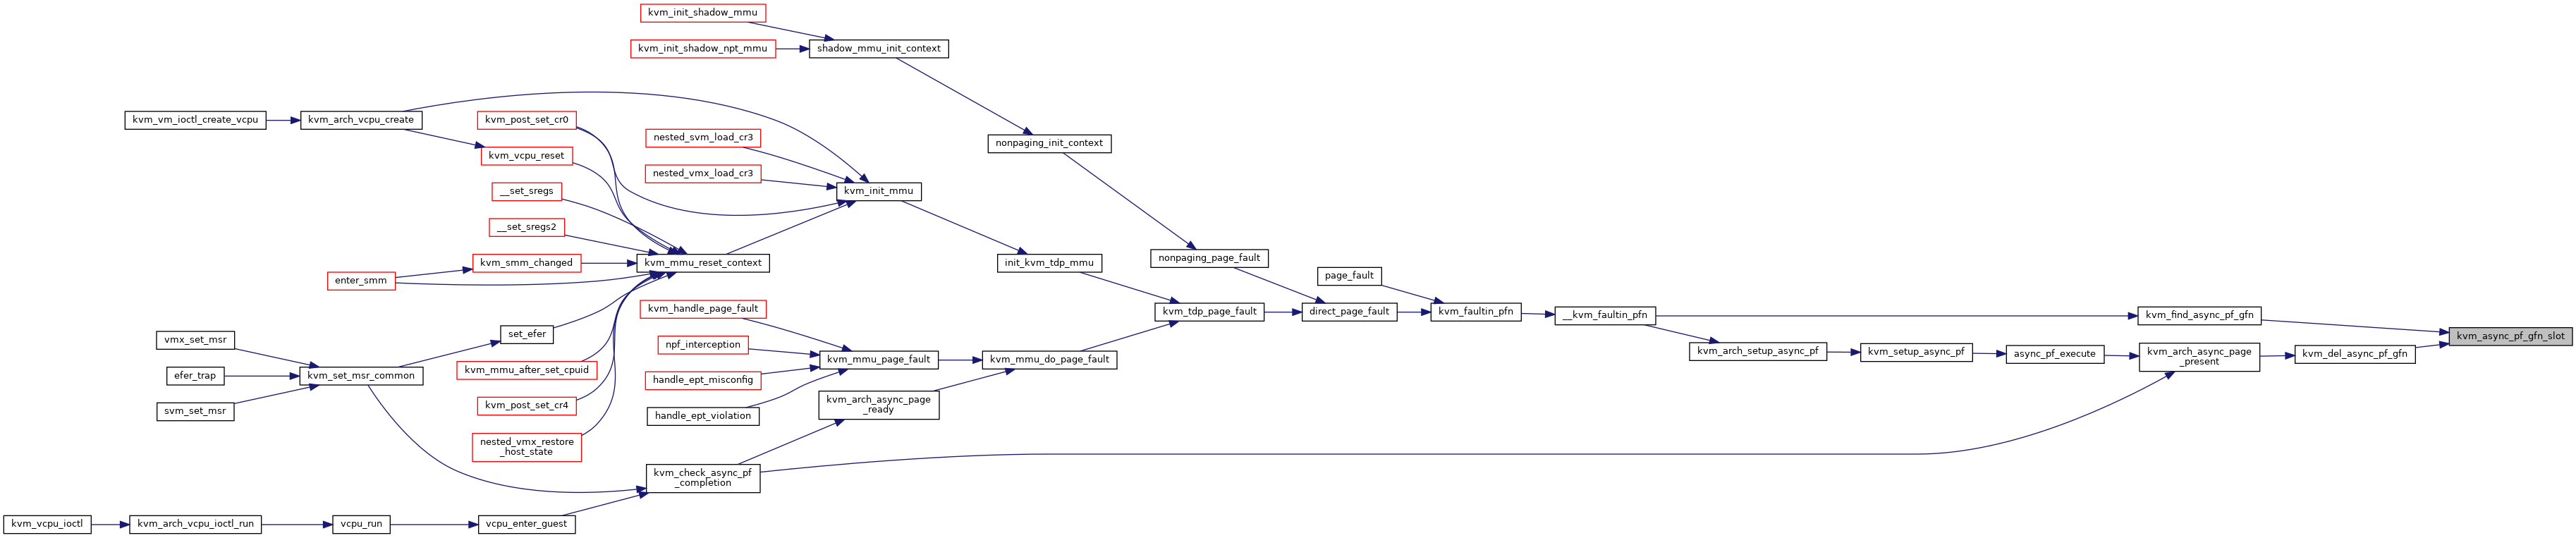 kvm_init_shadow_mmu
kvm_init_shadow_npt_mmu
shadow_mmu_init_context
kvm_vm_ioctl_create_vcpu
kvm_arch_vcpu_create
kvm_post_set_cr0
nested_svm_load_cr3
nonpaging_init_context
kvm_vcpu_reset
nested_vmx_load_cr3
__set_sregs
kvm_init_mmu
__set_sregs2
nonpaging_page_fault
kvm_smm_changed
kvm_mmu_reset_context
init_kvm_tdp_mmu
page_fault
enter_smm
kvm_handle_page_fault
kvm_tdp_page_fault
direct_page_fault
kvm_faultin_pfn
__kvm_faultin_pfn
kvm_find_async_pf_gfn
kvm_async_pf_gfn_slot
vmx_set_msr
set_efer
npf_interception
kvm_mmu_page_fault
kvm_mmu_do_page_fault
kvm_arch_setup_async_pf
kvm_setup_async_pf
async_pf_execute
kvm_arch_async_page
_present
kvm_del_async_pf_gfn
efer_trap
kvm_set_msr_common
kvm_mmu_after_set_cpuid
handle_ept_misconfig
svm_set_msr
kvm_post_set_cr4
handle_ept_violation
kvm_arch_async_page
_ready
nested_vmx_restore
_host_state
kvm_check_async_pf
_completion
kvm_vcpu_ioctl
kvm_arch_vcpu_ioctl_run
vcpu_run
vcpu_enter_guest